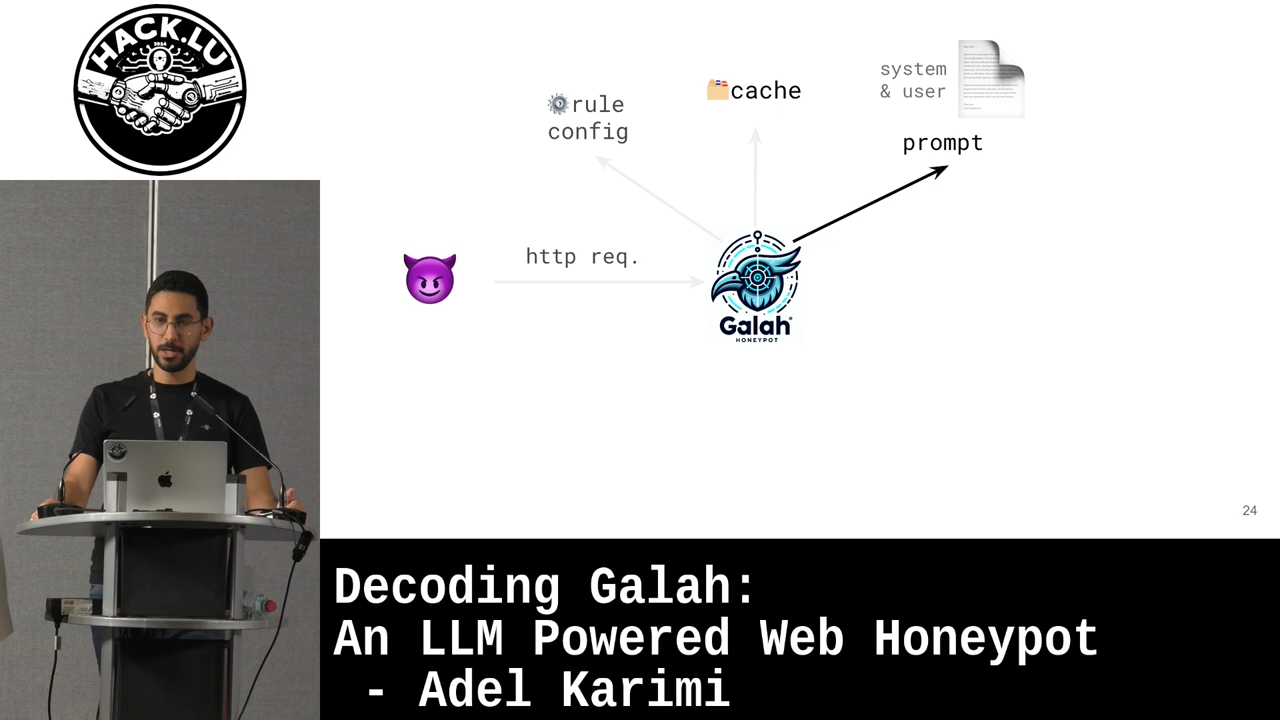 HACK.LU
2024
rule
config
cache
system
& user
prompt
http req.
Galah
HONEYPOT
24
Decoding Galah:
An LLM Powered Web Honeypot
- Adel Karimi